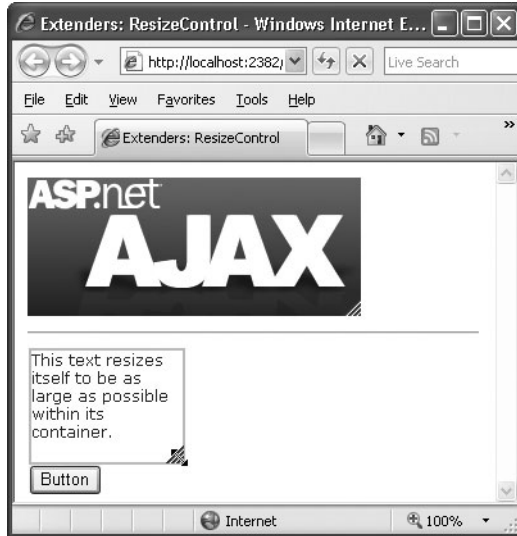 Extenders: ResizeControl - Windows Internet E...
http://localhost:2382/
Live Search
File Edit View Favorites Tools Help
Extenders: ResizeControl
»
ASP.net
AJAX
This text resizes
itself to be as
large as possible
within its
container.
Button
Internet 100%